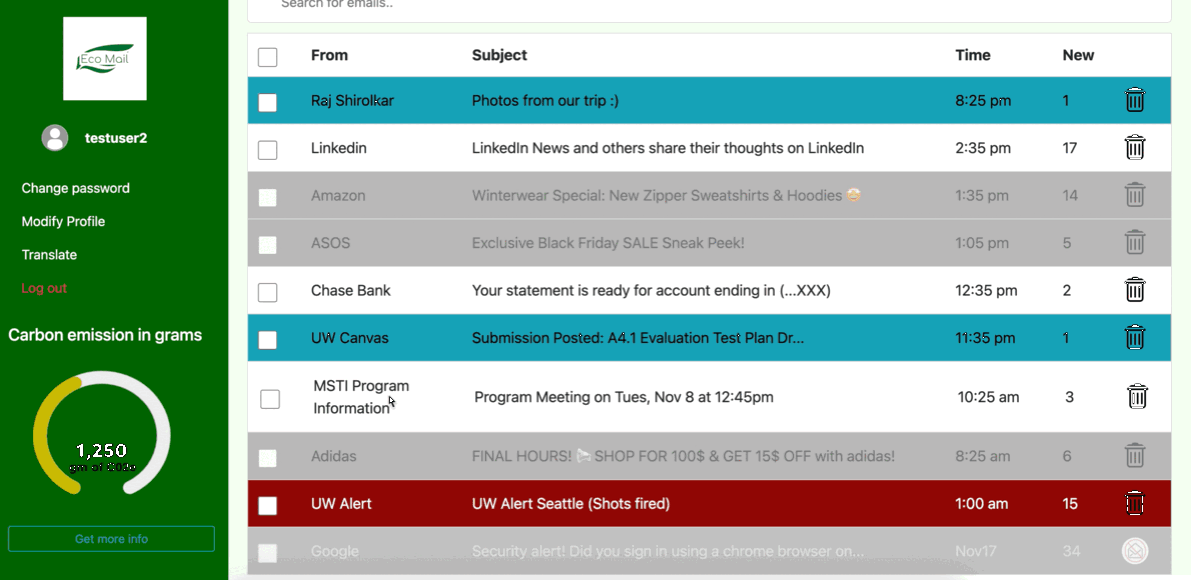 Search for emails..
Eco Mail
testuser2
Change password
Modify Profile
Translate
Log out
Carbon emission in grams
1,250
gm of CO2e
Get more info
From Subject Time New
Raj Shirolkar Photos from our trip :) 8:25 pm 1
Linkedin LinkedIn News and others share their thoughts on LinkedIn 2:35 pm 17
Amazon Winterwear Special: New Zipper Sweatshirts & Hoodies 1:35 pm 14
ASOS Exclusive Black Friday SALE Sneak Peek! 1:05 pm 5
Chase Bank Your statement is ready for account ending in (...XXX) 12:35 pm 2
UW Canvas Submission Posted: A4.1 Evaluation Test Plan Dr... 11:35 pm 1
MSTI Program
Information Program Meeting on Tues, Nov 8 at 12:45pm 10:25 am 3
Adidas FINAL HOURS! SHOP FOR 100$ & GET 15$ OFF with adidas! 8:25 am 6
UW Alert UW Alert Seattle (Shots fired) 1:00 am 15
Google Security alert! Did you sign in using a chrome browser on... Nov17 34